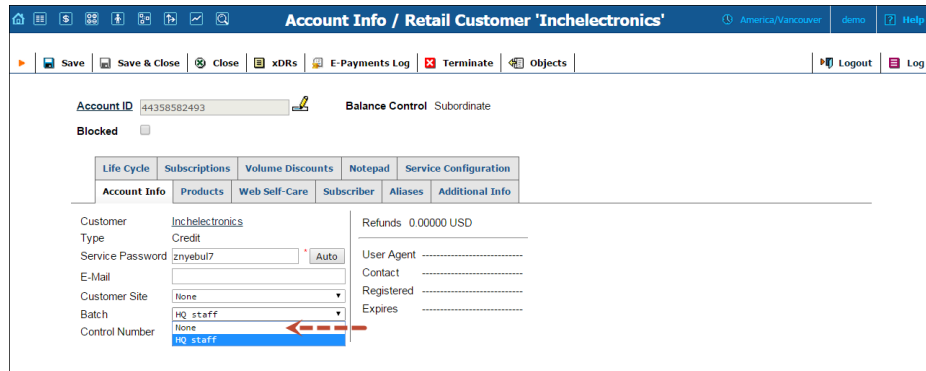 Account Info / Retail Customer 'Inchelectronics'
America/Vancouver demo ? Help
Save Save & Close Close xDRs E-Payments Log Terminate Objects Logout Log
Account ID 44358582493 Balance Control Subordinate
Blocked
Life Cycle Subscriptions Volume Discounts Notepad Service Configuration
Account Info Products Web Self-Care Subscriber Aliases Additional Info
Customer Inchelectronics Refunds 0.00000 USD
Type Credit
Service Password znyebul7 * Auto User Agent ---------------------------
E-Mail Contact ---------------------------
Customer Site None Registered ---------------------------
Batch HQ staff Expires ---------------------------
None
Control Number
HQ staff